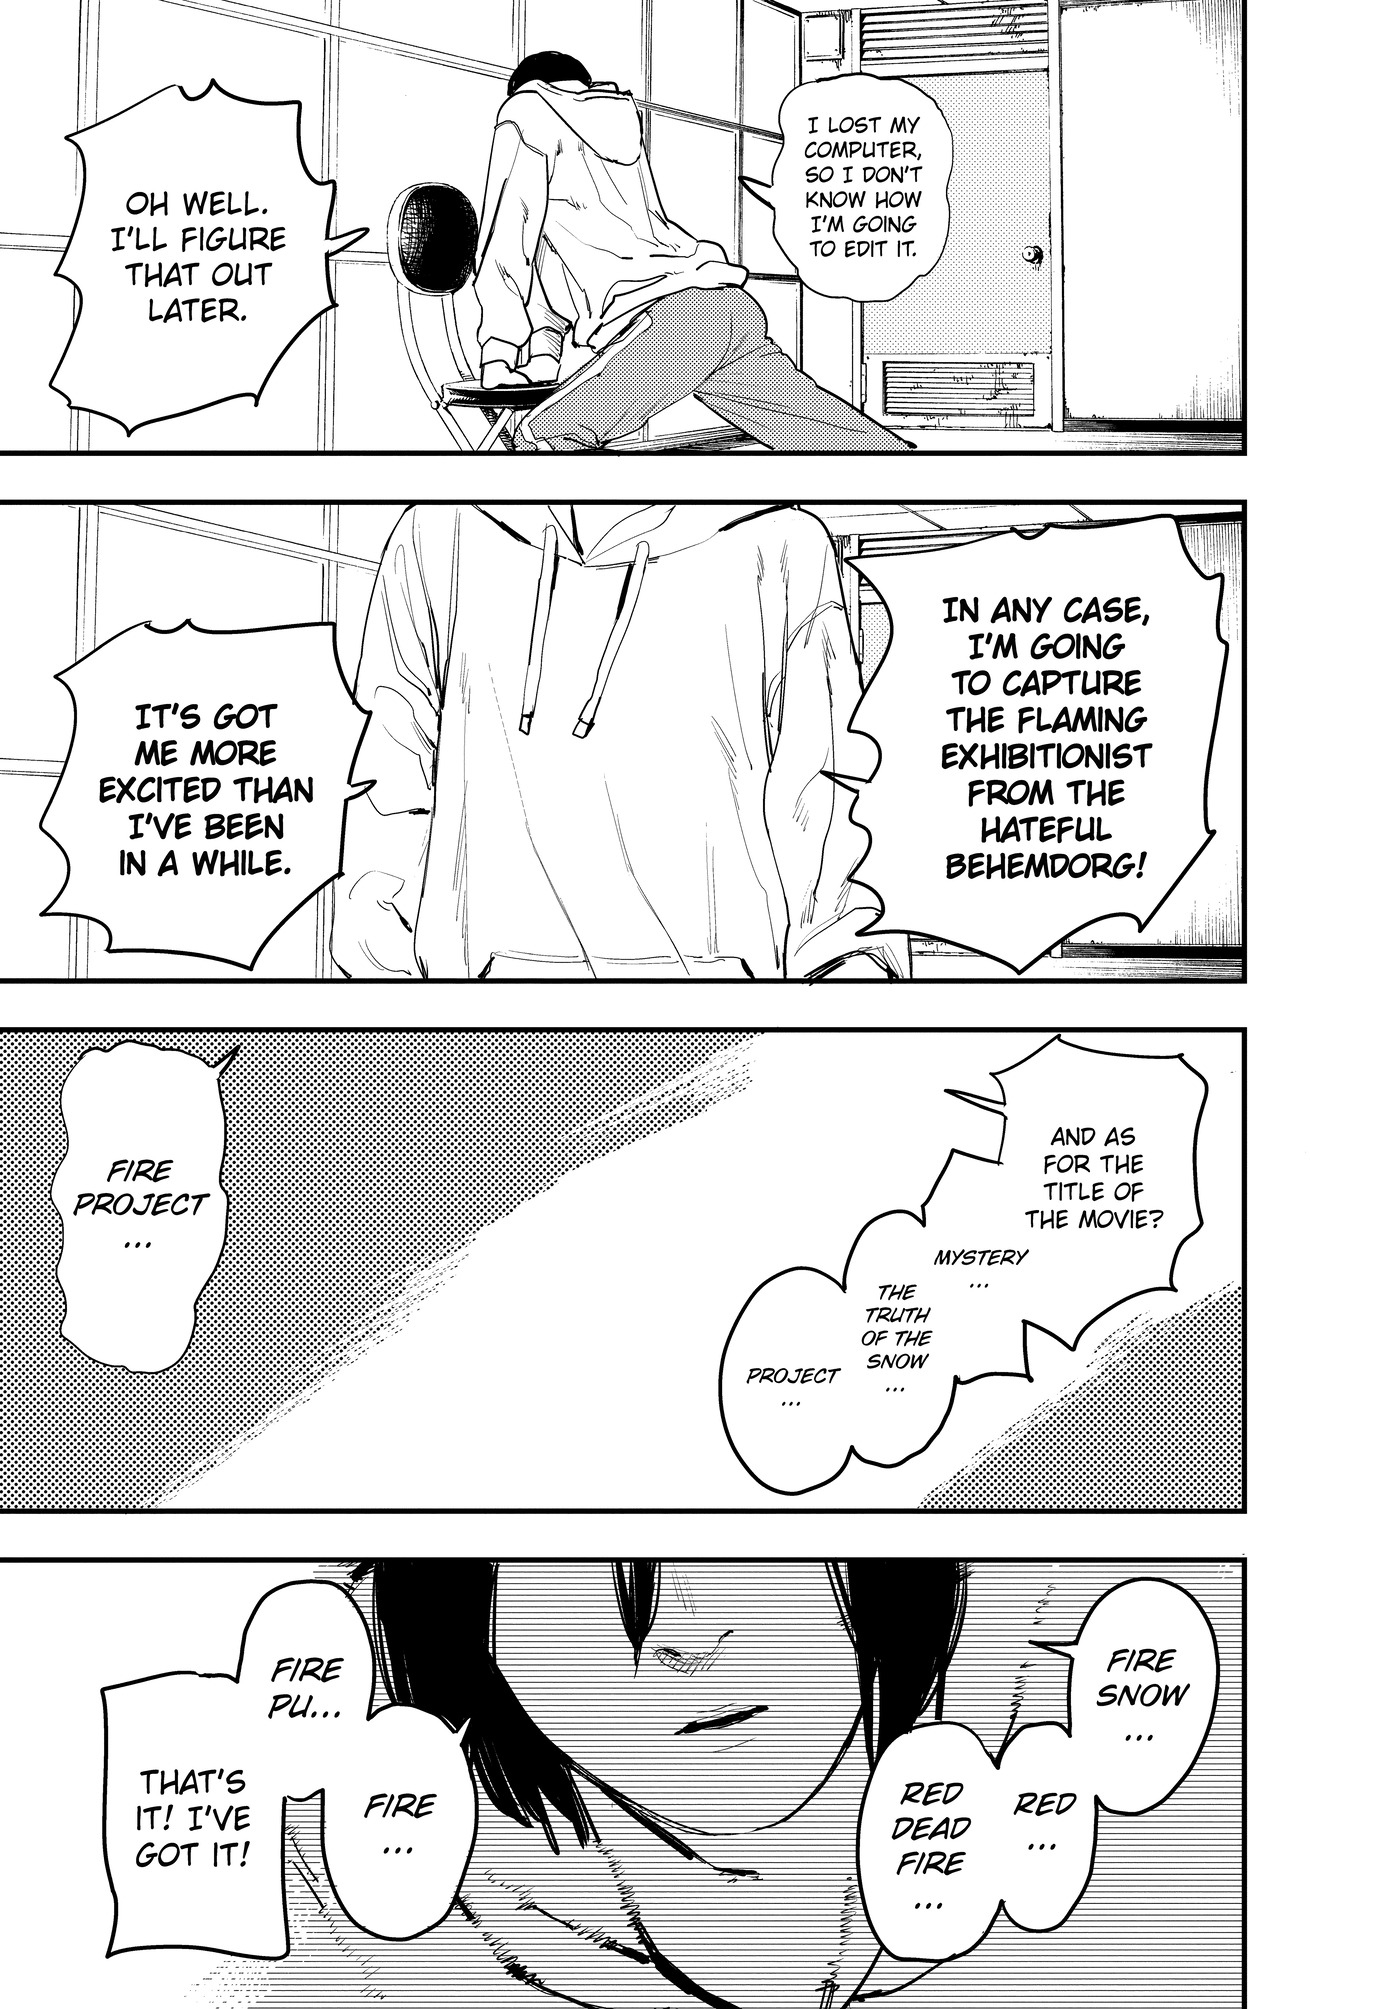 I LOST MY
COMPUTER,
SO I DON'T
KNOW HOW
I'M GOING
TO EDIT IT.
OH WELL.
I'LL FIGURE
THAT OUT
LATER.
IN ANY CASE,
I'M GOING
TO CAPTURE
THE FLAMING
EXHIBITIONIST
FROM THE
HATEFUL
BEHEMDORG!
IT'S GOT
ME MORE
EXCITED THAN
I'VE BEEN
IN A WHILE.
AND AS
FOR THE
TITLE OF
THE MOVIE?
MYSTERY
...
THE
TRUTH
OF THE
SNOW
...
PROJECT
...
FIRE
PROJECT
...
FIRE
SNOW
...
RED
...
RED
DEAD
FIRE
...
FIRE
...
FIRE
PU...
THAT'S
IT! I'VE
GOT IT!